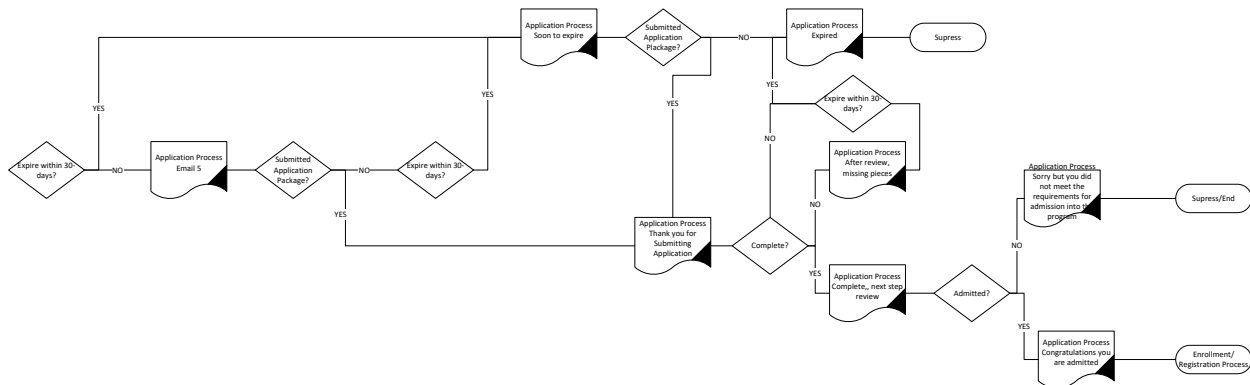 Application Process
Soon to expire
Submitted
Application
Plackage?
NO
Application Process
Expired
Supress
YES
YES
YES
YES
Expire within 30-
days?
NO
Expire within 30-
days?
NO
Application Process
Email 5
Submitted
Application
Package?
NO
Expire within 30-
days?
Application Process
After review,
missing pieces
Application Process
Sorry but you did
not meet the
requirements for
admission into the
program
Supress/End
YES
NO
Application Process
Thank you for
Submitting
Application
Complete?
NO
YES
Application Process
Complete,, next step
review
Admitted?
YES
Application Process
Congratulations you
are admitted
Enrollment/
Registration Process